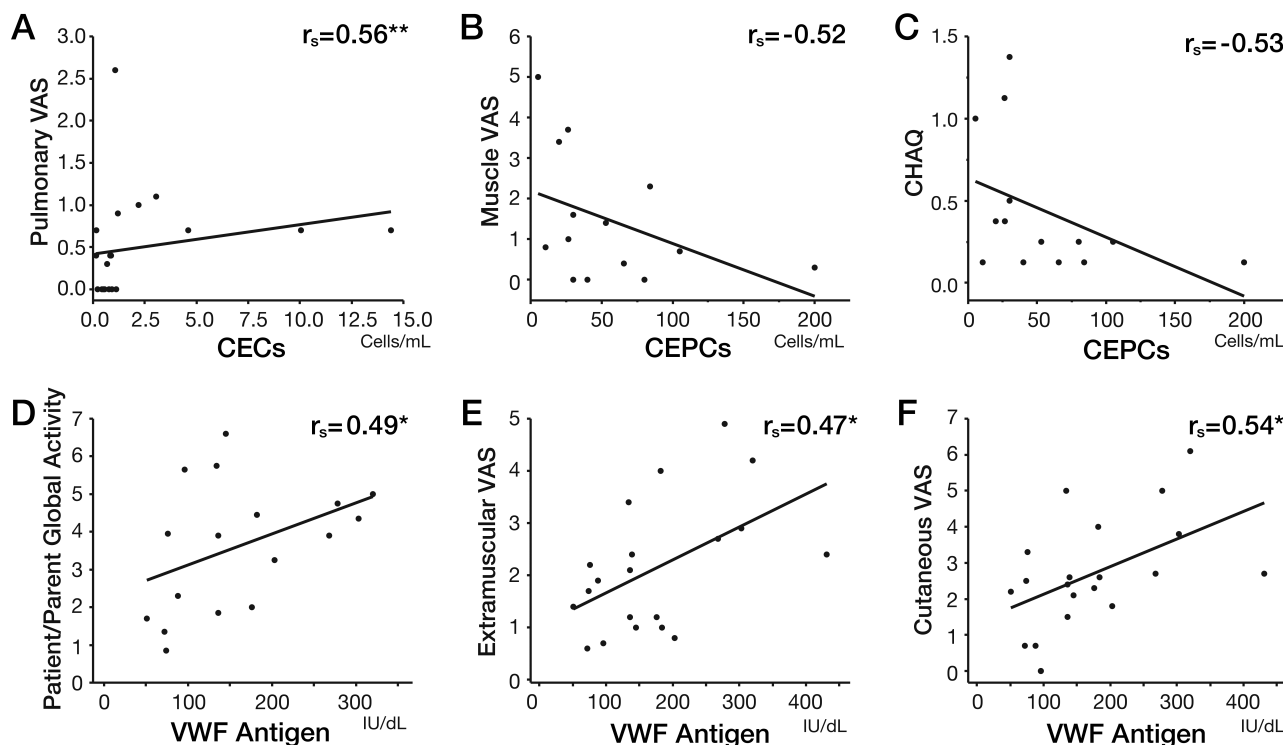 A
rs=0.56**
Pulmonary VAS
3.0
2.5
2.0
1.5
1.0
0.5
0.0
0.0 2.5 5.0 7.5 10.0 12.5 15.0
CECs
Cells/mL
B
rs=-0.52
Muscle VAS
6
5
4
3
2
1
0
0 50 100 150 200
CEPCs
Cells/mL
C
rs=-0.53
CHAQ
1.5
1.0
0.5
0.0
0 50 100 150 200
CEPCs
Cells/mL
D
rs=0.49*
Patient/Parent Global Activity
7
6
5
4
3
2
1
0
0 100 200 300
VWF Antigen
IU/dL
E
rs=0.47*
Extramuscular VAS
5
4
3
2
1
0
0 100 200 300 400
VWF Antigen
IU/dL
F
rs=0.54*
Cutaneous VAS
7
6
5
4
3
2
1
0
0 100 200 300 400
VWF Antigen
IU/dL